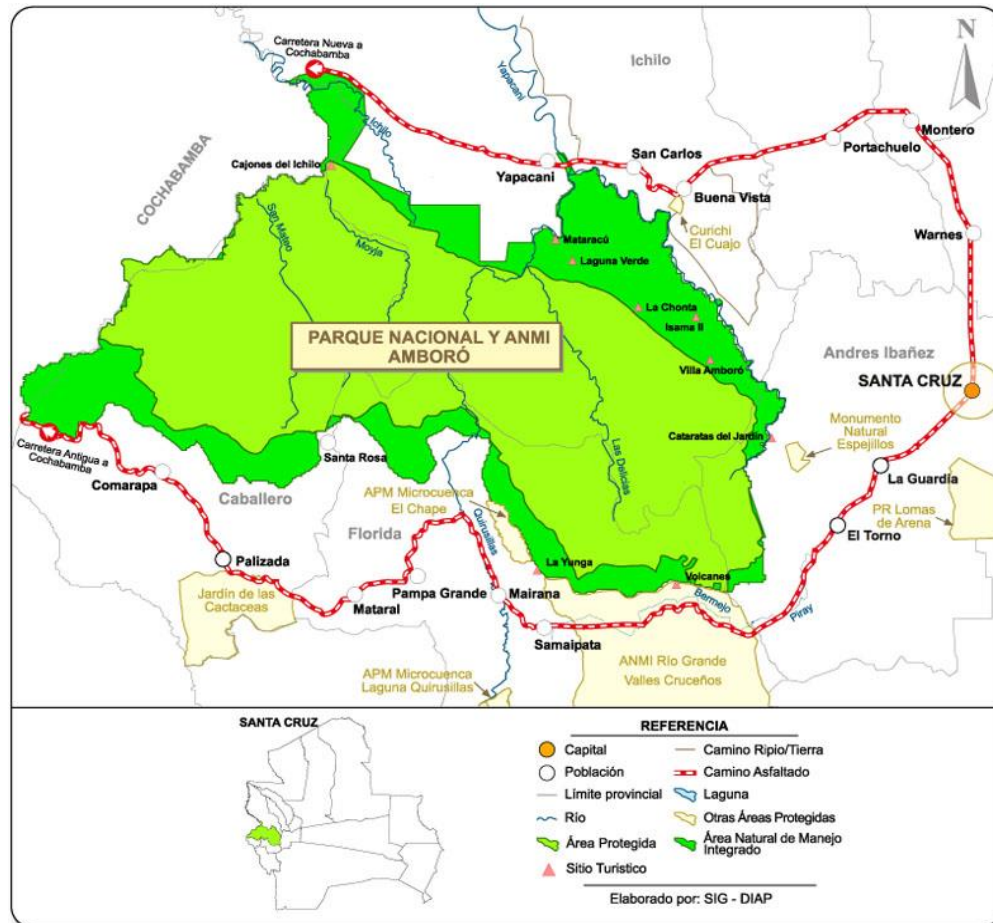 Carretera Nueva a
Cochabamba
N
Ichilo
Yapacaní
Ichilo
COCHABAMBA
Montero
Portachuelo
San Carlos
Cajones del Ichilo
Yapacani
Buena Vista
San Mateo
Moyja
Curichi
El Cuajo
Warnes
Mataracú
Laguna Verde
La Chonta
Isama II
PARQUE NACIONAL Y ANMI
AMBORÓ
Andres Ibañez
Villa Amboró
SANTA CRUZ
Monumento
Natural
Espejillos
Carretera Antigua a
Cochabamba
Cataratas del Jardín
Santa Rosa
Las Delicias
La Guardía
Comarapa
APM Microcuenca
El Chape
Caballero
PR Lomas
de Arena
Quirusillas
Florida
El Torno
Palizada
La Yunga
Volcanes
Jardín de las
Cactaceas
Pampa Grande
Mairana
Bermejo
Piray
Mataral
Samaipata
ANMI Río Grande
Valles Cruceños
APM Microcuenca
Laguna Quirusillas
SANTA CRUZ
REFERENCIA
Capital
Camino Ripio/Tierra
Población
Camino Asfaltado
Límite provincial
Laguna
Río
Otras Áreas Protegidas
Área Protegida
Área Natural de Manejo
Integrado
Sitio Turistico
Elaborado por: SIG - DIAP